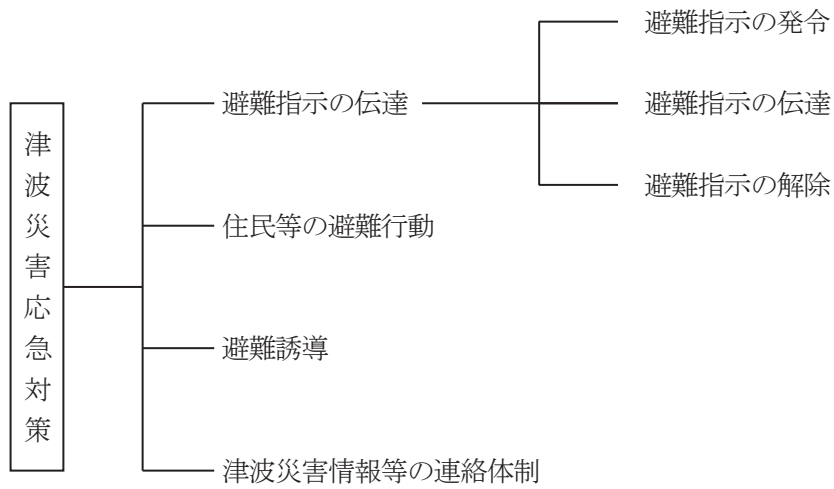 津波災害応急対策
避難指示の伝達
避難指示の発令
避難指示の伝達
避難指示の解除
住民等の避難行動
避難誘導
津波災害情報等の連絡体制